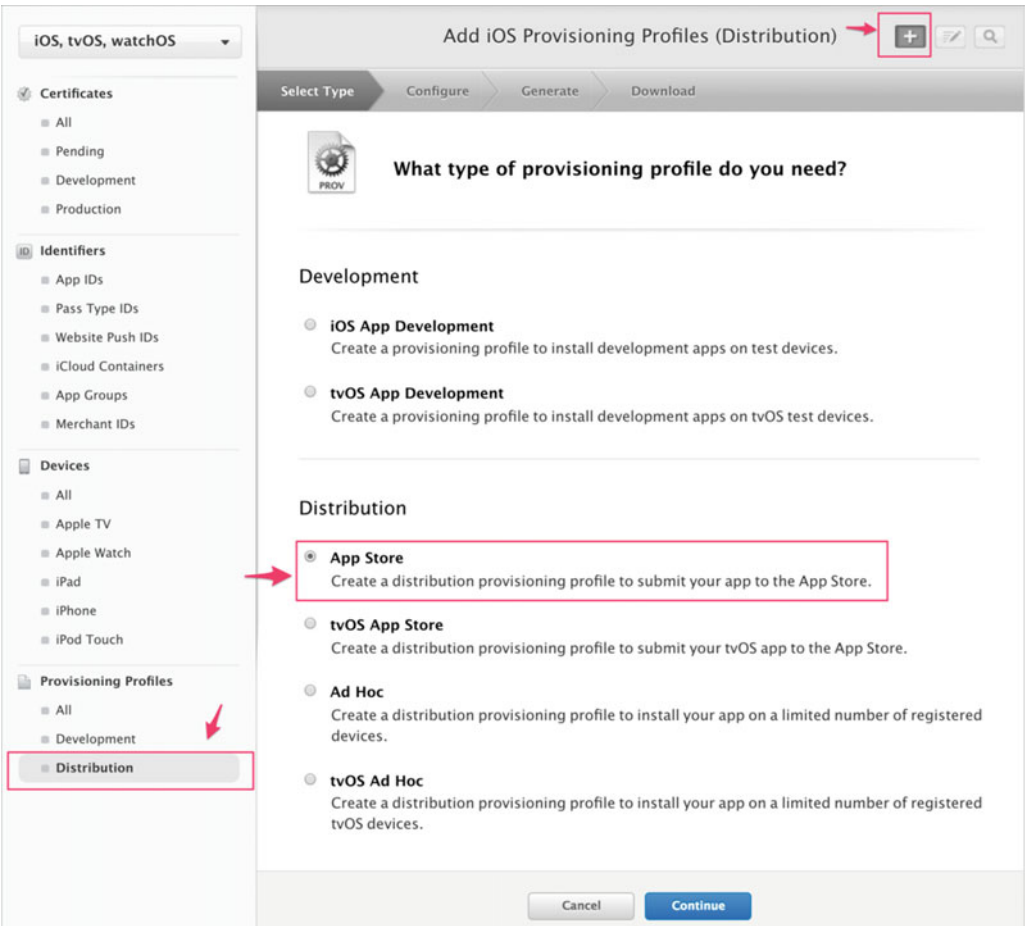 iOS, tvOS, watchOS
Certificates
All
Pending
Development
Production
ID
Identifiers
App IDs
Pass Type IDs
Website Push IDs
iCloud Containers
App Groups
Merchant IDs
Devices
All
Apple TV
Apple Watch
iPad
iPhone
iPod Touch
Provisioning Profiles
All
Development
Distribution
Add iOS Provisioning Profiles (Distribution)
Select Type
Configure
Generate
Download
PROV
What type of provisioning profile do you need?
Development
iOS App Development
Create a provisioning profile to install development apps on test devices.
tvOS App Development
Create a provisioning profile to install development apps on tvOS test devices.
Distribution
App Store
Create a distribution provisioning profile to submit your app to the App Store.
tvOS App Store
Create a distribution provisioning profile to submit your tvOS app to the App Store.
Ad Hoc
Create a distribution provisioning profile to install your app on a limited number of registered
devices.
tvOS Ad Hoc
Create a distribution provisioning profile to install your app on a limited number of registered
tvOS devices.
Cancel
Continue